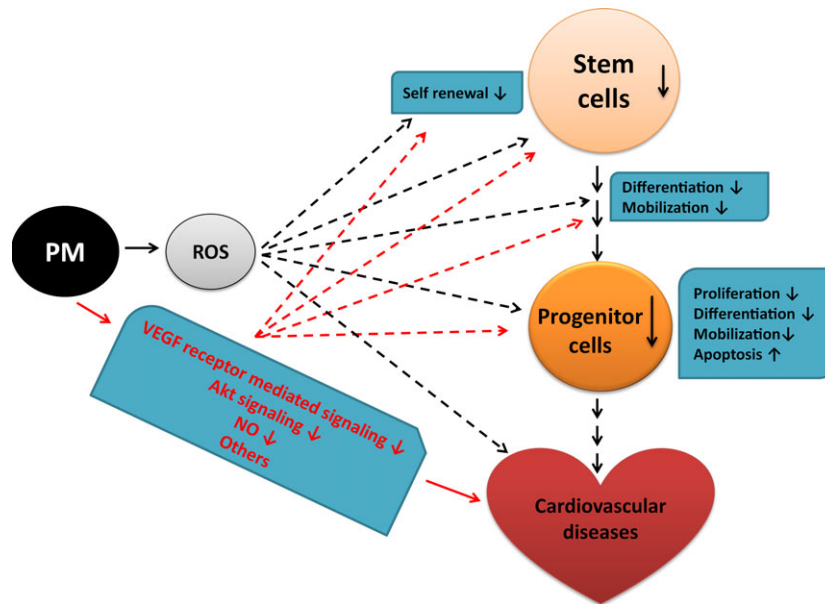 Stem
cells ↓
Self renewal ↓
Differentiation ↓
Mobilization ↓
PM
ROS
Progenitor
cells ↓
Proliferation ↓
Differentiation ↓
Mobilization↓
Apoptosis ↑
VEGF receptor mediated signaling ↓
Akt signaling ↓
NO ↓
Others
Cardiovascular
diseases